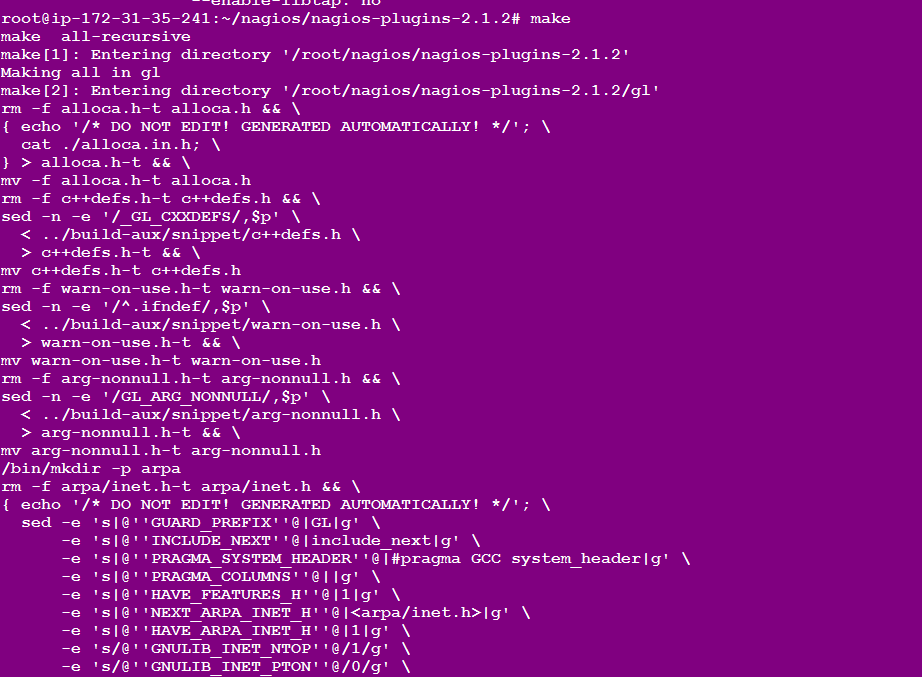 --enable-libtap: no
root@ip-172-31-35-241:~/nagios/nagios-plugins-2.1.2# make
make  all-recursive
make[1]: Entering directory '/root/nagios/nagios-plugins-2.1.2'
Making all in gl
make[2]: Entering directory '/root/nagios/nagios-plugins-2.1.2/gl'
rm -f alloca.h-t alloca.h && \
{ echo '/* DO NOT EDIT! GENERATED AUTOMATICALLY! */'; \
  cat ./alloca.in.h; \
} > alloca.h-t && \
mv -f alloca.h-t alloca.h
rm -f c++defs.h-t c++defs.h && \
sed -n -e '/_GL_CXXDEFS/,$p' \
  < ../build-aux/snippet/c++defs.h \
  > c++defs.h-t && \
mv c++defs.h-t c++defs.h
rm -f warn-on-use.h-t warn-on-use.h && \
sed -n -e '/^.ifndef/,$p' \
  < ../build-aux/snippet/warn-on-use.h \
  > warn-on-use.h-t && \
mv warn-on-use.h-t warn-on-use.h
rm -f arg-nonnull.h-t arg-nonnull.h && \
sed -n -e '/GL_ARG_NONNULL/,$p' \
  < ../build-aux/snippet/arg-nonnull.h \
  > arg-nonnull.h-t && \
mv arg-nonnull.h-t arg-nonnull.h
/bin/mkdir -p arpa
rm -f arpa/inet.h-t arpa/inet.h && \
{ echo '/* DO NOT EDIT! GENERATED AUTOMATICALLY! */'; \
  sed -e 's|@''GUARD_PREFIX''@|GL|g' \
      -e 's|@''INCLUDE_NEXT''@|include_next|g' \
      -e 's|@''PRAGMA_SYSTEM_HEADER''@|#pragma GCC system_header|g' \
      -e 's|@''PRAGMA_COLUMNS''@||g' \
      -e 's|@''HAVE_FEATURES_H''@|1|g' \
      -e 's|@''NEXT_ARPA_INET_H''@|<arpa/inet.h>|g' \
      -e 's|@''HAVE_ARPA_INET_H''@|1|g' \
      -e 's/@''GNULIB_INET_NTOP''@/1/g' \
      -e 's/@''GNULIB_INET_PTON''@/0/g' \